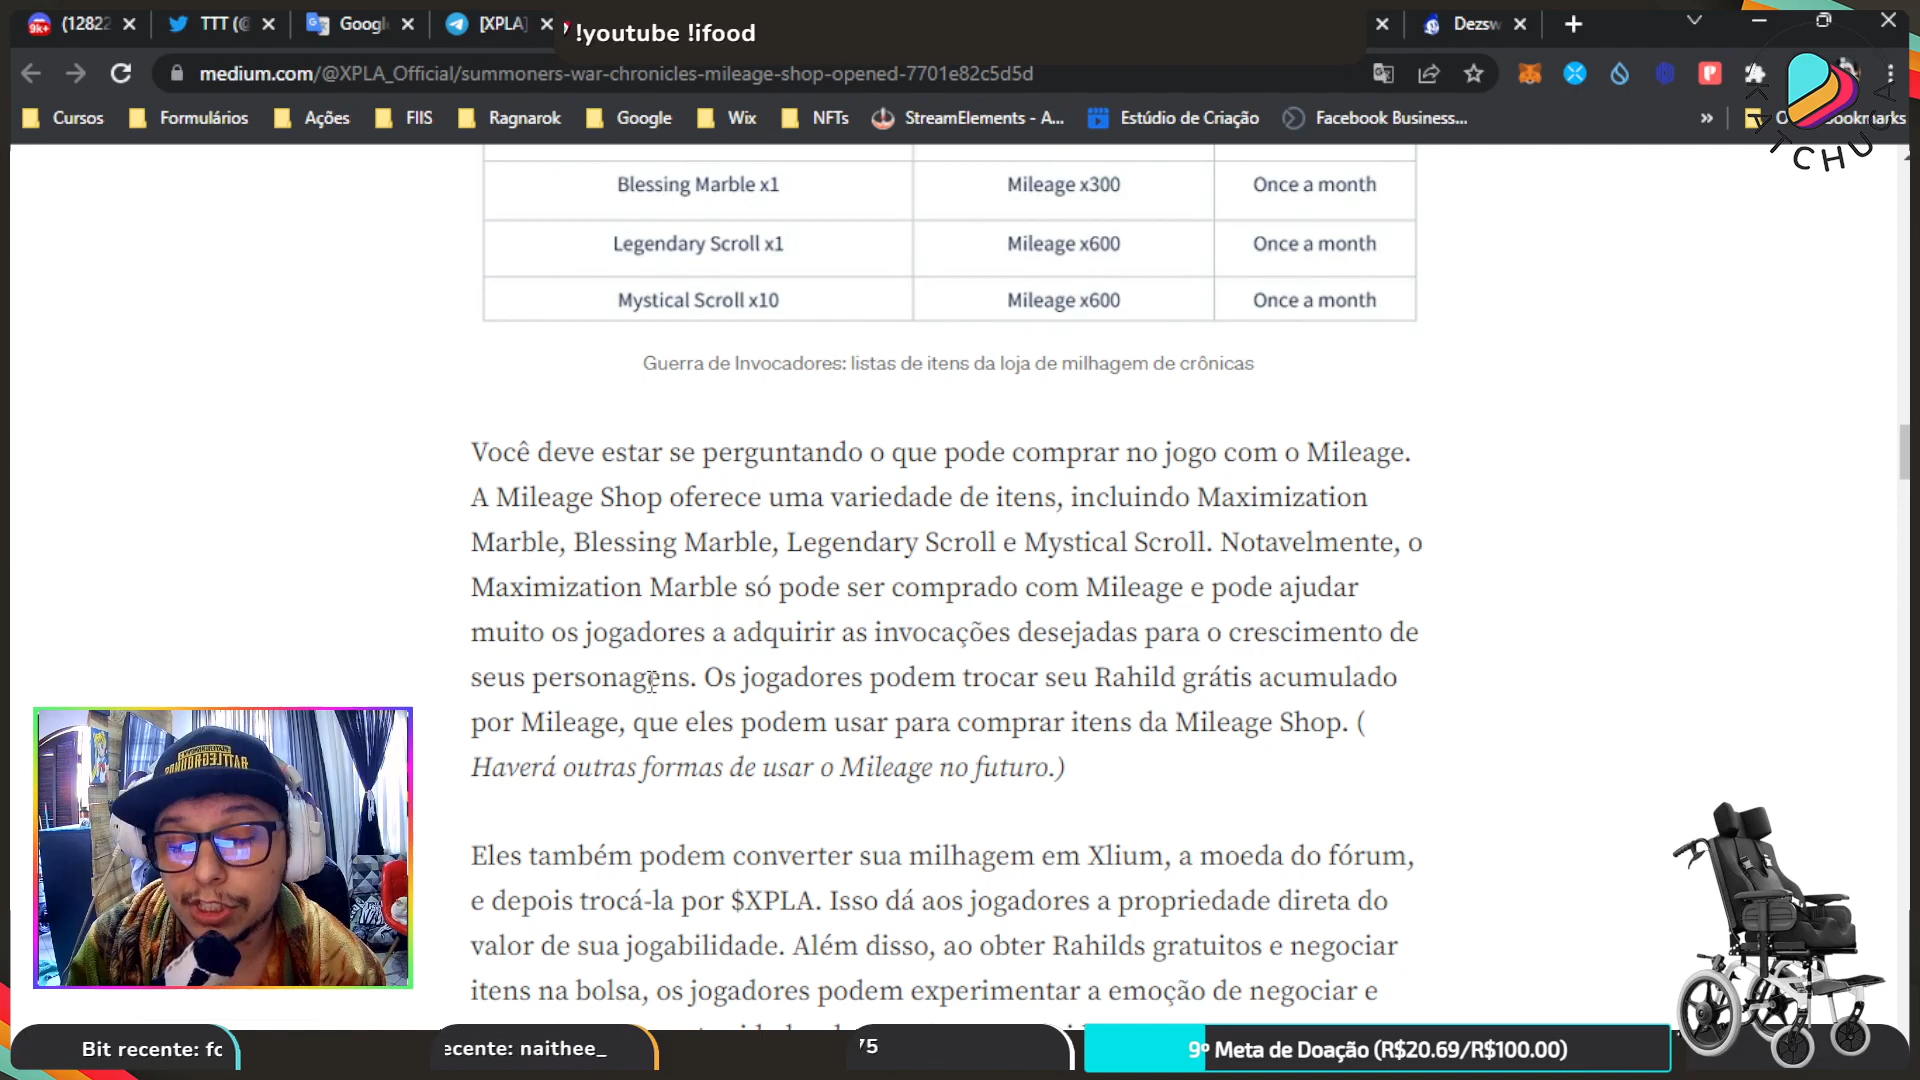 (12822
TTT (@
Googl
[XPLA]
!youtube !ifood
Dezsw
medium.com/@XPLA_Official/summoners-war-chronicles-mileage-shop-opened-7701e82c5d5d
Cursos
Formulários
Ações
FIIS
Ragnarok
Google
Wix
NFTs
StreamElements - A...
Estúdio de Criação
Facebook Business...
Blessing Marble x1 Mileage x300 Once a month
Legendary Scroll x1 Mileage x600 Once a month
Mystical Scroll x10 Mileage x600 Once a month
Guerra de Invocadores: listas de itens da loja de milhagem de crônicas
Você deve estar se perguntando o que pode comprar no jogo com o Mileage.
A Mileage Shop oferece uma variedade de itens, incluindo Maximization
Marble, Blessing Marble, Legendary Scroll e Mystical Scroll. Notavelmente, o
Maximization Marble só pode ser comprado com Mileage e pode ajudar
muito os jogadores a adquirir as invocações desejadas para o crescimento de
seus personagens. Os jogadores podem trocar seu Rahild grátis acumulado
por Mileage, que eles podem usar para comprar itens da Mileage Shop. (
Haverá outras formas de usar o Mileage no futuro.)
Eles também podem converter sua milhagem em Xlium, a moeda do fórum,
e depois trocá-la por $XPLA. Isso dá aos jogadores a propriedade direta do
valor de sua jogabilidade. Além disso, ao obter Rahilds gratuitos e negociar
itens na bolsa, os jogadores podem experimentar a emoção de negociar e
BATTLEGROUNDS
Bit recente: fc
ecente: naithee_
75
9º Meta de Doação (R$20.69/R$100.00)